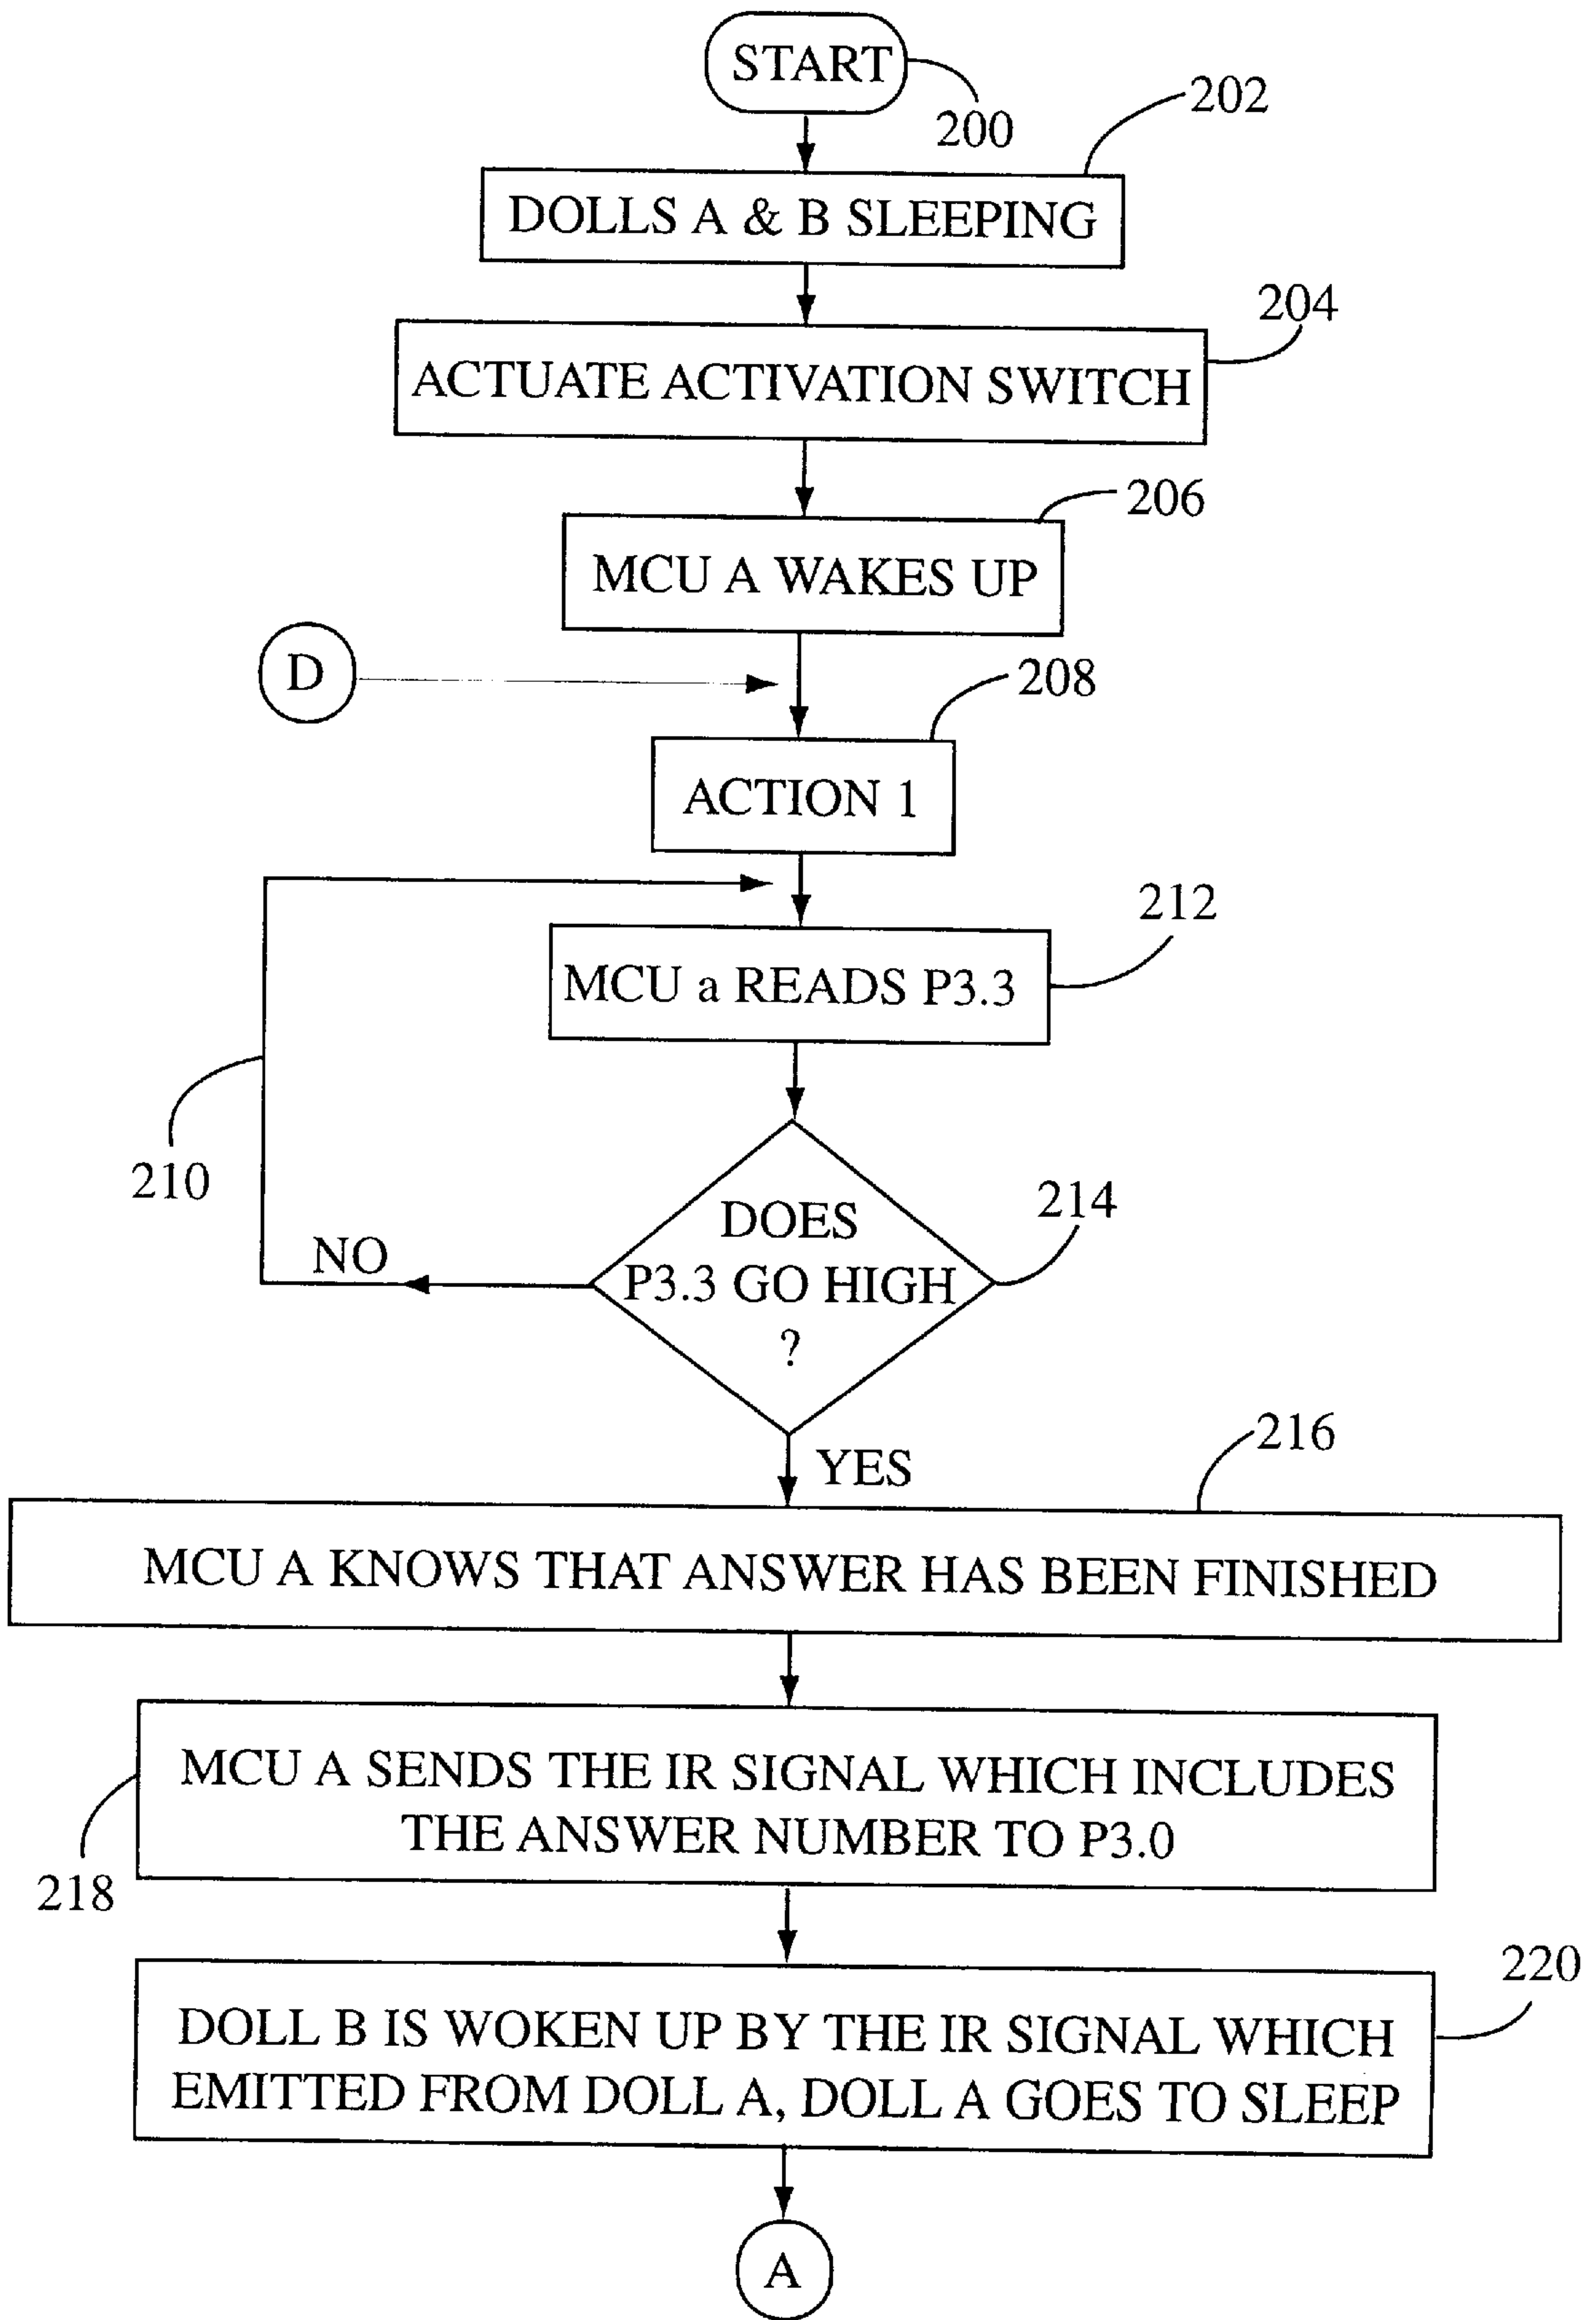 START
200
202
DOLLS A & B SLEEPING
204
ACTUATE ACTIVATION SWITCH
206
MCU A WAKES UP
D
208
ACTION 1
212
MCU a READS P3.3
210
214
DOES
P3.3 GO HIGH
?
NO
YES
216
MCU A KNOWS THAT ANSWER HAS BEEN FINISHED
MCU A SENDS THE IR SIGNAL WHICH INCLUDES
THE ANSWER NUMBER TO P3.0
218
220
DOLL B IS WOKEN UP BY THE IR SIGNAL WHICH
EMITTED FROM DOLL A, DOLL A GOES TO SLEEP
A